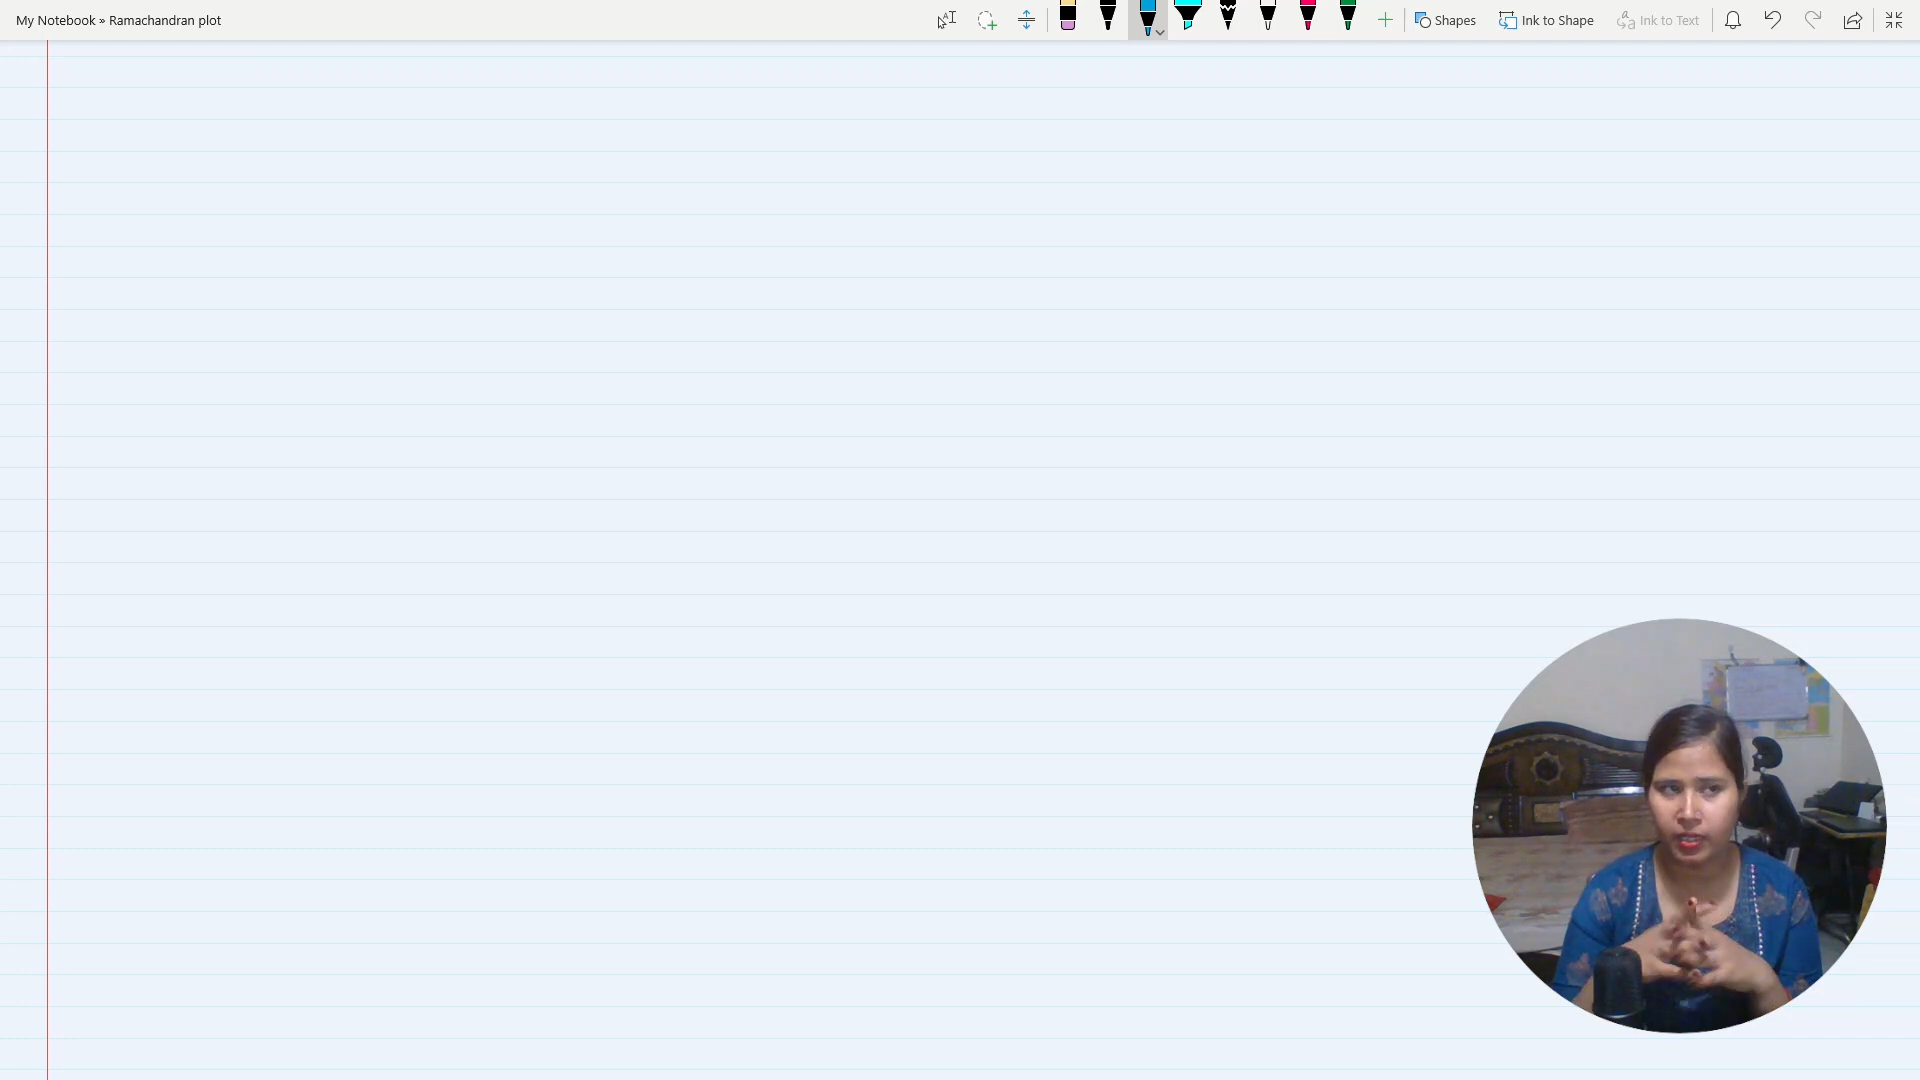 My Notebook » Ramachandran plot
Shapes
Ink to Shape
Ink to Text